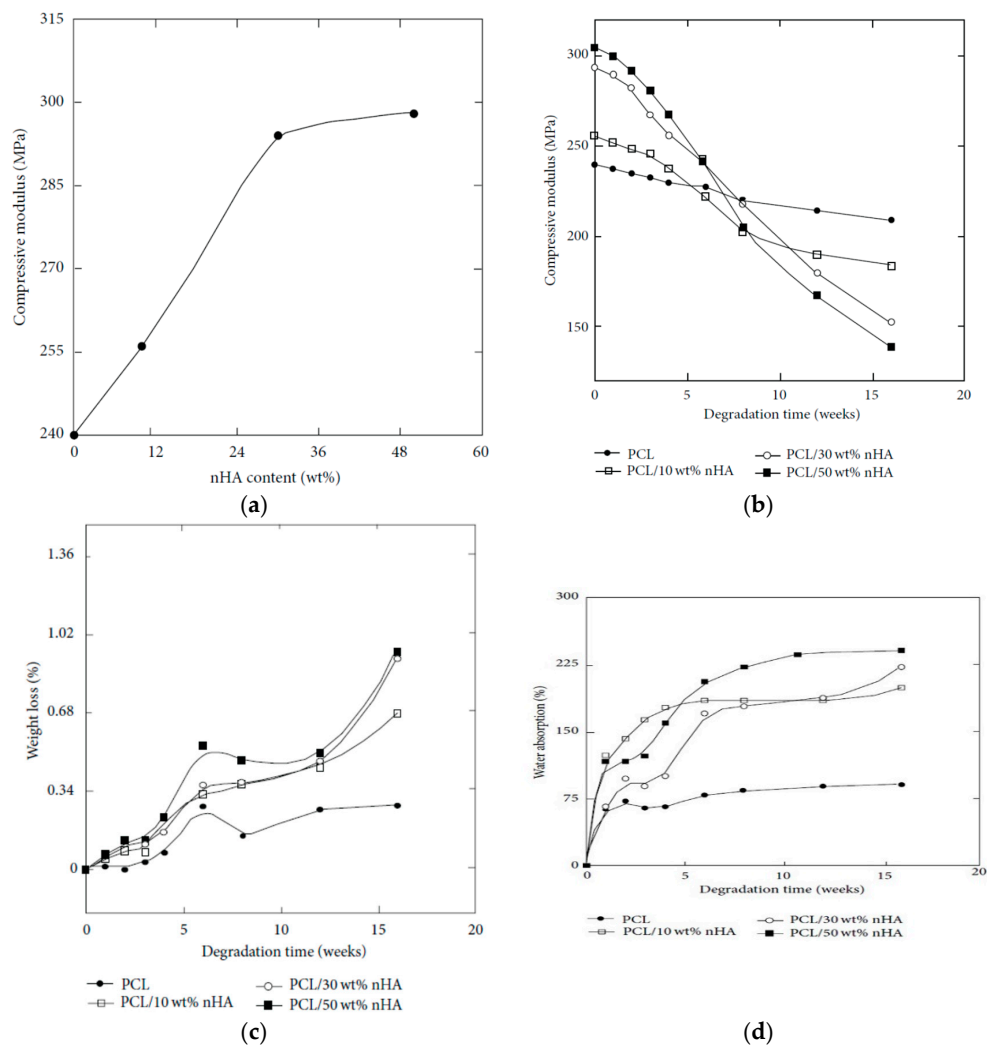 315
300
285
270
255
240
Compressive modulus (MPa)
0 12 24 36 48 60
nHA content (wt%)
(a)
300
250
200
150
Compressive modulus (MPa)
0 5 10 15 20
Degradation time (weeks)
PCL PCL/30 wt% nHA
PCL/10 wt% nHA PCL/50 wt% nHA
(b)
1.36
1.02
0.68
0.34
0
Weight loss (%)
0 5 10 15 20
Degradation time (weeks)
PCL PCL/30 wt% nHA
PCL/10 wt% nHA PCL/50 wt% nHA
(c)
300
225
150
75
0
Water absorption (%)
0 5 10 15 20
Degradation time (weeks)
PCL PCL/30 wt% nHA
PCL/10 wt% nHA PCL/50 wt% nHA
(d)